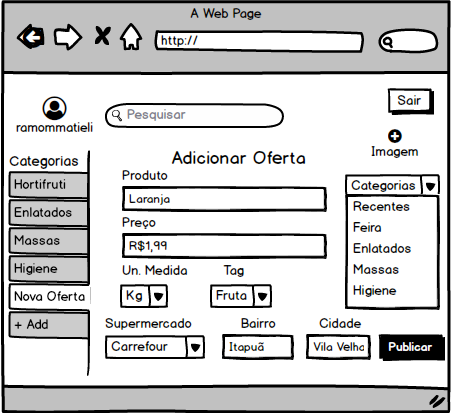 A Web Page
http://
Sair
ramommatieli
Pesquisar
Imagem
Categorias
Hortifruti
Enlatados
Massas
Higiene
Nova Oferta
+ Add
Adicionar Oferta
Produto
Laranja
Preço
R$1,99
Un. Medida Tag
Kg Fruta
Supermercado Bairro Cidade
Carrefour Itapuã Vila Velha
Publicar
Categorias
Recentes
Feira
Enlatados
Massas
Higiene